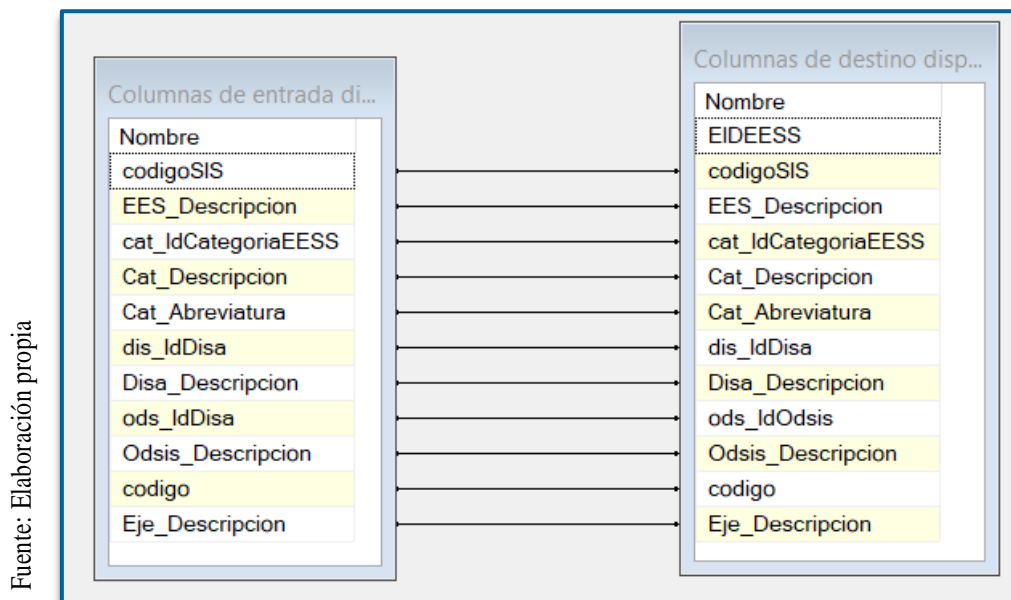 Columnas de entrada di...
Nombre
codigoSIS
EES_Descripcion
cat_IdCategoriaEESS
Cat_Descripcion
Cat_Abreviatura
dis_IdDisa
Disa_Descripcion
ods_IdDisa
Odsis_Descripcion
codigo
Eje_Descripcion
Columnas de destino disp...
Nombre
EIDEESS
codigoSIS
EES_Descripcion
cat_IdCategoriaEESS
Cat_Descripcion
Cat_Abreviatura
dis_IdDisa
Disa_Descripcion
ods_IdOdsis
Odsis_Descripcion
codigo
Eje_Descripcion
Fuente: Elaboración propia